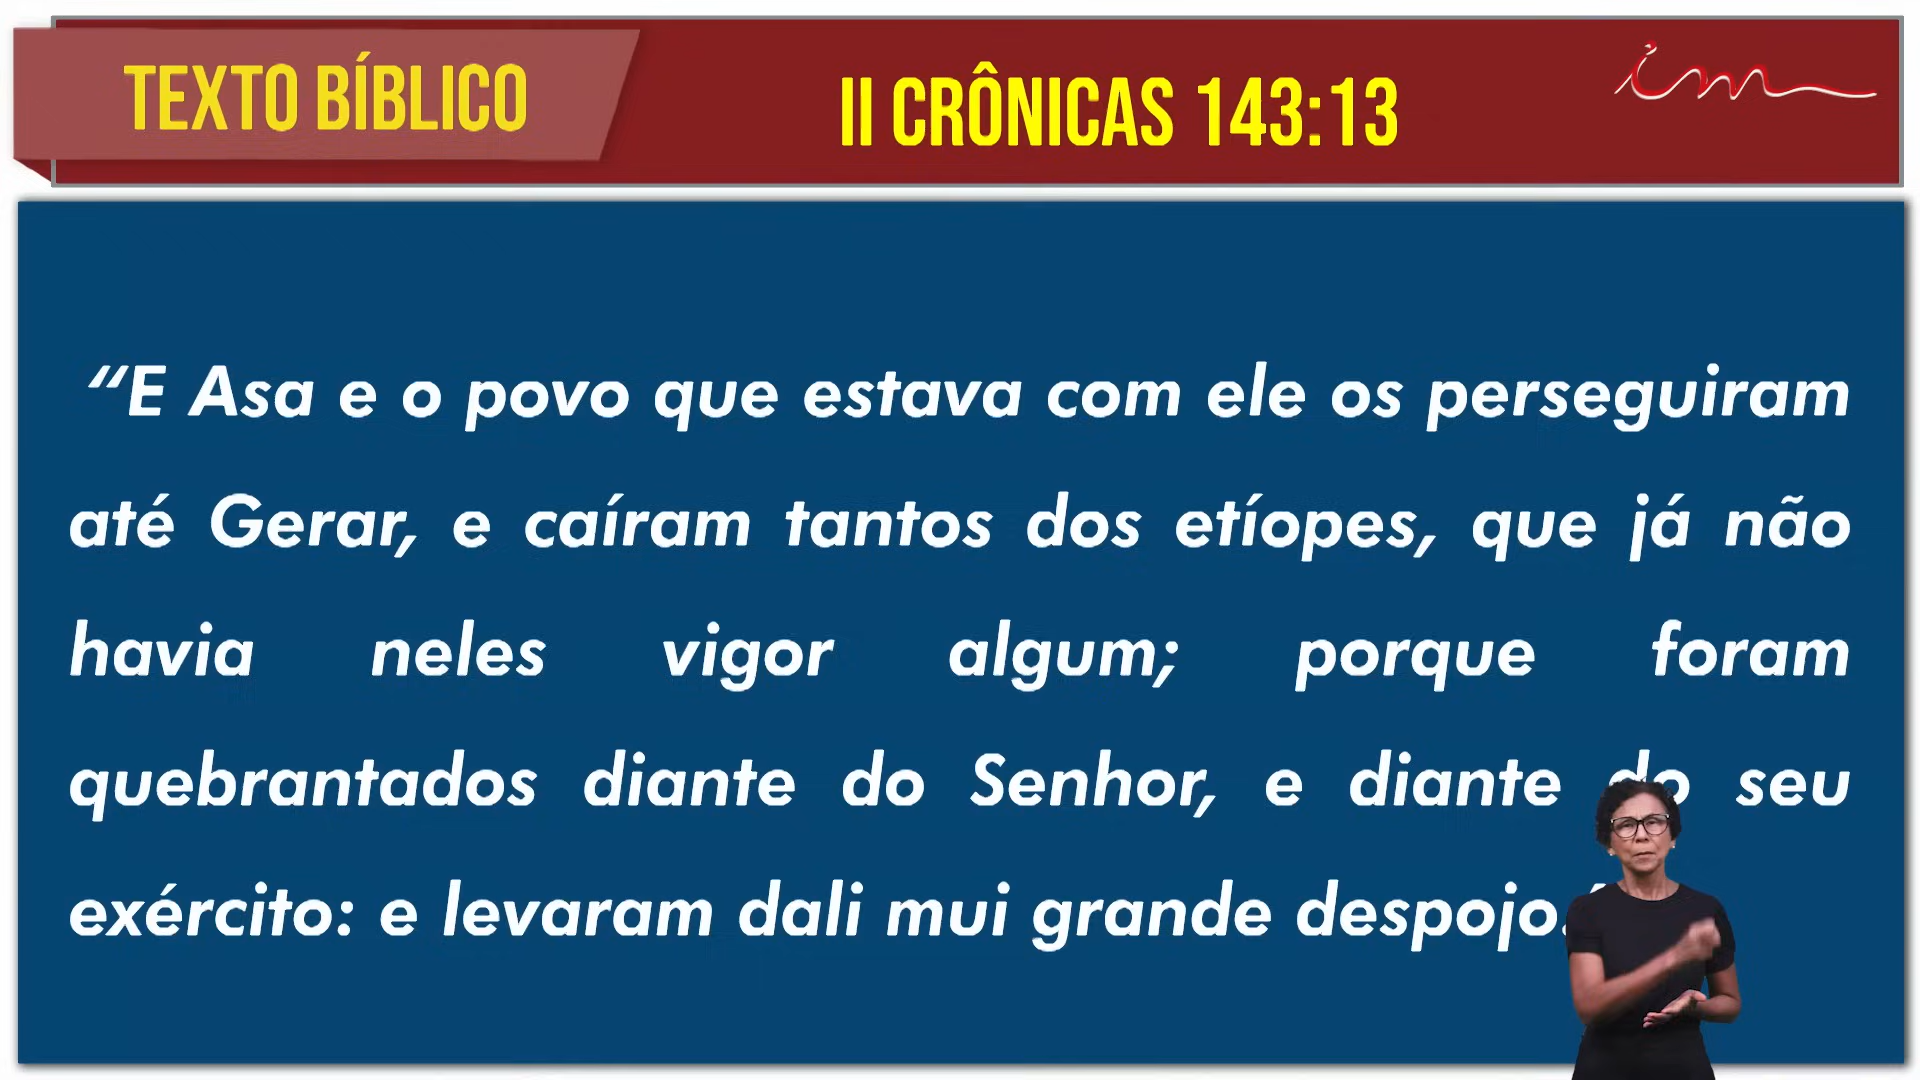 TEXTO BÍBLICO
II CRÔNICAS 143:13
im
“E Asa e o povo que estava com ele os perseguiram
até Gerar, e caíram tantos dos etíopes, que já não
havia neles vigor algum; porque foram
quebrantados diante do Senhor, e diante do seu
exército: e levaram dali mui grande despojo.”